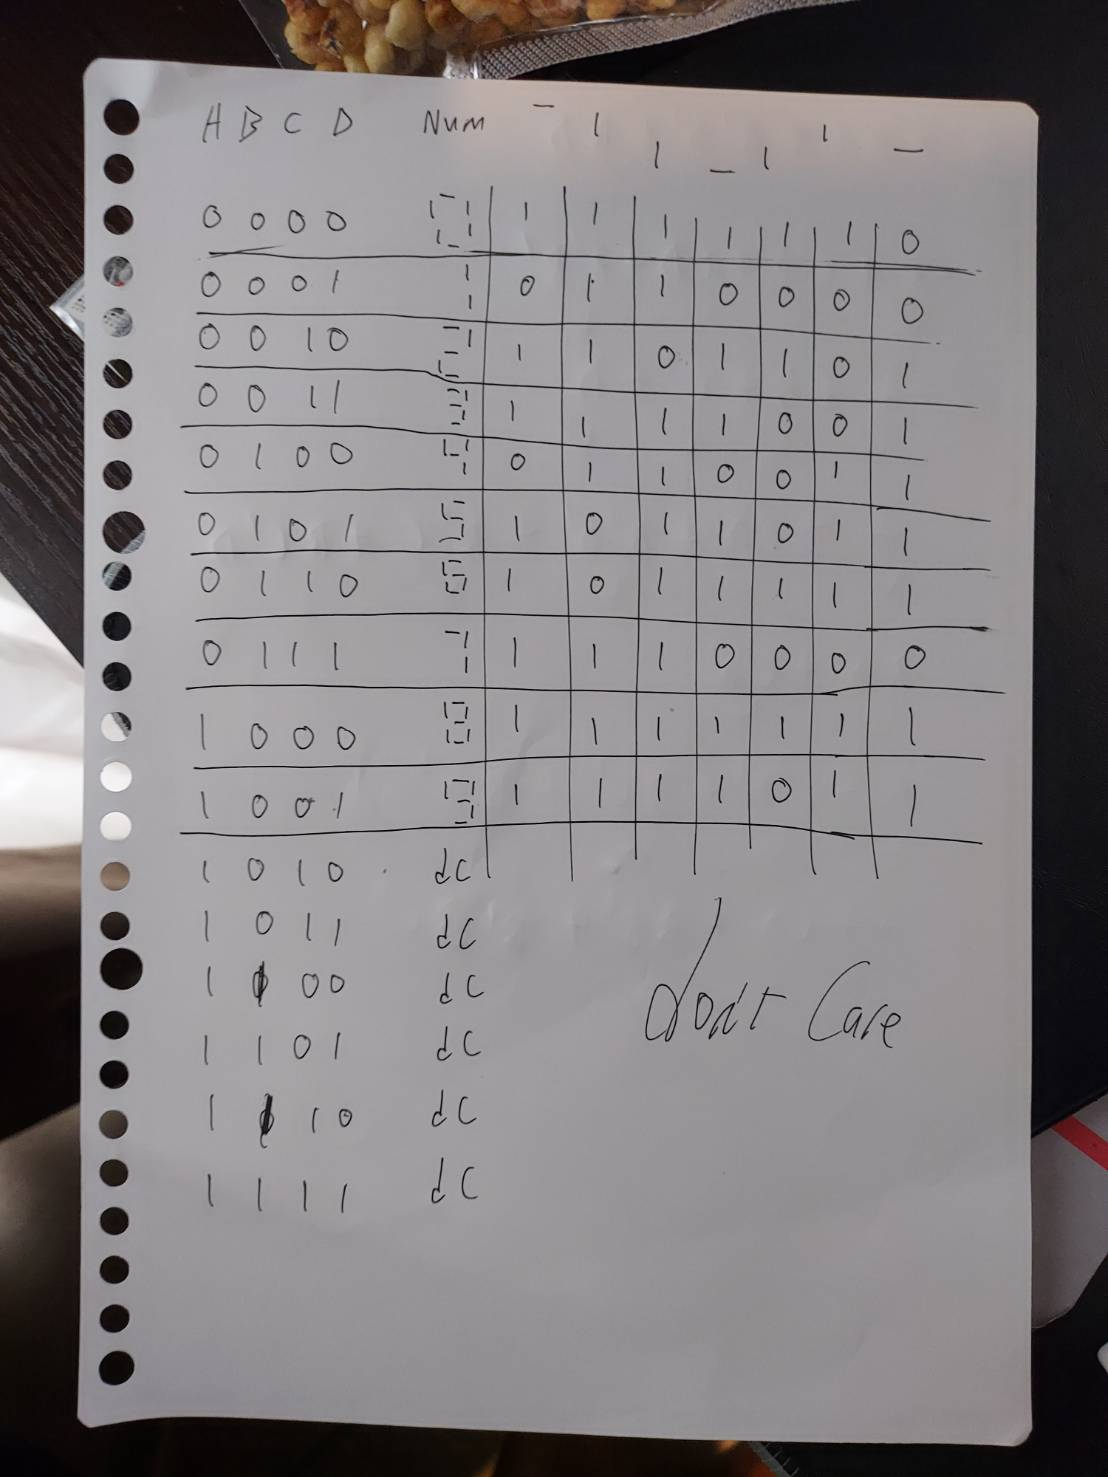 A B C D Num
0 0 0 0 1 1 1 1 1 1 0
0 0 0 1 0 1 1 0 0 0 0
0 0 1 0 1 1 0 1 1 0 1
0 0 1 1 1 1 1 1 0 0 1
0 1 0 0 0 1 1 0 0 1 1
0 1 0 1 1 0 1 1 0 1 1
0 1 1 0 1 0 1 1 1 1 1
0 1 1 1 1 1 1 0 0 0 0
1 0 0 0 1 1 1 1 1 1 1
1 0 0 1 1 1 1 1 0 1 1
1 0 1 0 dC
1 0 1 1 dC
1 1 0 0 dC
1 1 0 1 dC
1 1 1 0 dC
1 1 1 1 dC
don't Care